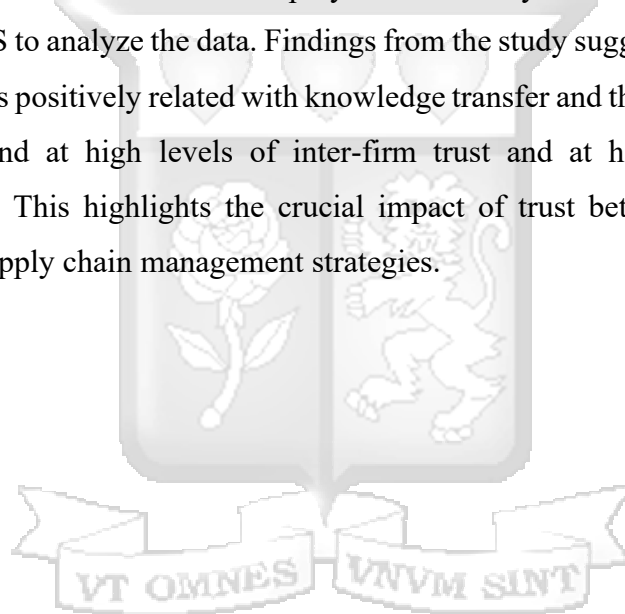 S to analyze the data. Findings from the study sugg
s positively related with knowledge transfer and th
nd at high levels of inter-firm trust and at h
This highlights the crucial impact of trust bet
pply chain management strategies.
VT OMNES VNVM SINT